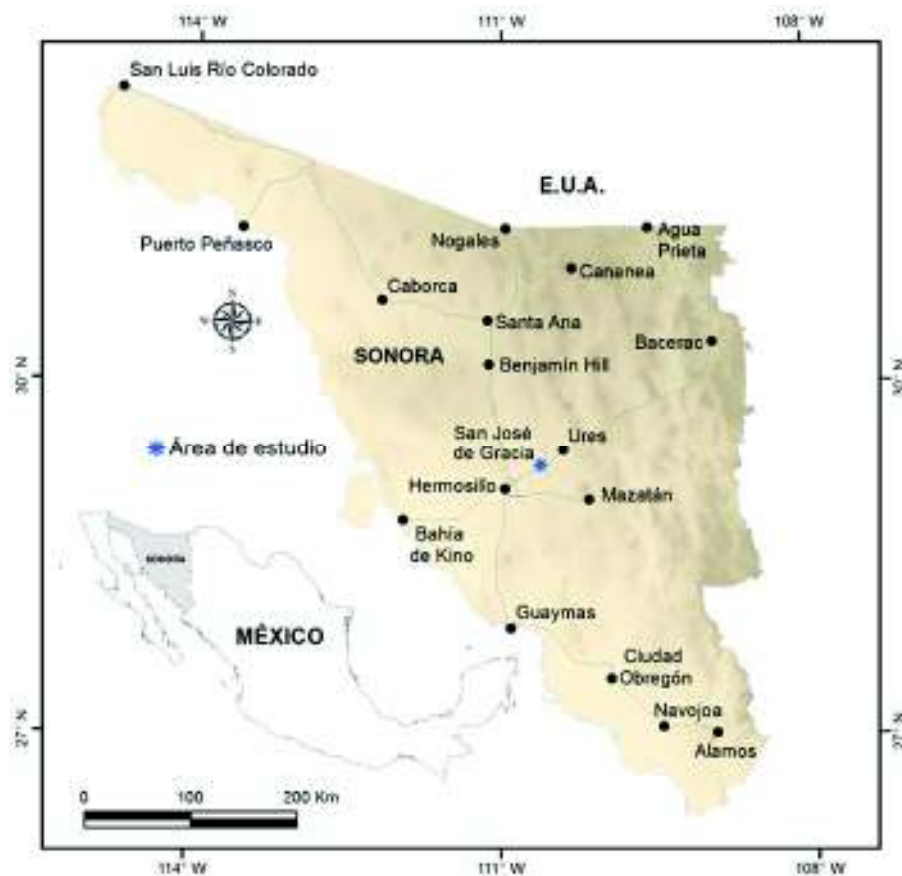 114° W
111° W
108° W
San Luis Río Colorado
E.U.A.
Puerto Peñasco
Nogales
Agua
Prieta
Cananea
Caborca
Santa Ana
Bacerac
SONORA
Benjamín Hill
N
W
E
S
30° N
30° N
Área de estudio
San José
de Gracia
Ures
Hermosillo
Mazatán
Bahía
de Kino
SONORA
MÉXICO
Guaymas
Ciudad
Obregón
Navojoa
Alamos
27° N
27° N
0 100 200 Km
114° W
111° W
108° W